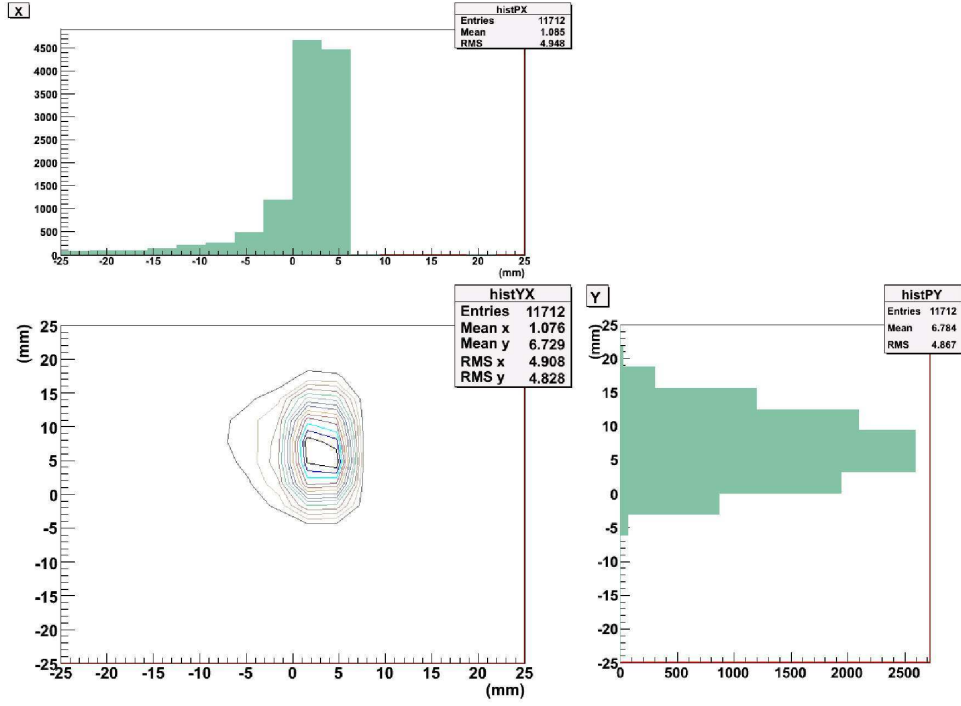 X
histPX
Entries 11712
Mean 1.085
RMS 4.948
4500
4000
3500
3000
2500
2000
1500
1000
500
0
-25 -20 -15 -10 -5 0 5 10 15 20 25
(mm)
histYX
Entries 11712
Mean x 1.076
Mean y 6.729
RMS x 4.908
RMS y 4.828
(mm)
25
20
15
10
5
0
-5
-10
-15
-20
-25
-25 -20 -15 -10 -5 0 5 10 15 20 25
(mm)
Y
histPY
Entries 11712
Mean 6.784
RMS 4.867
(mm)
25
20
15
10
5
0
-5
-10
-15
-20
-25
0 500 1000 1500 2000 2500